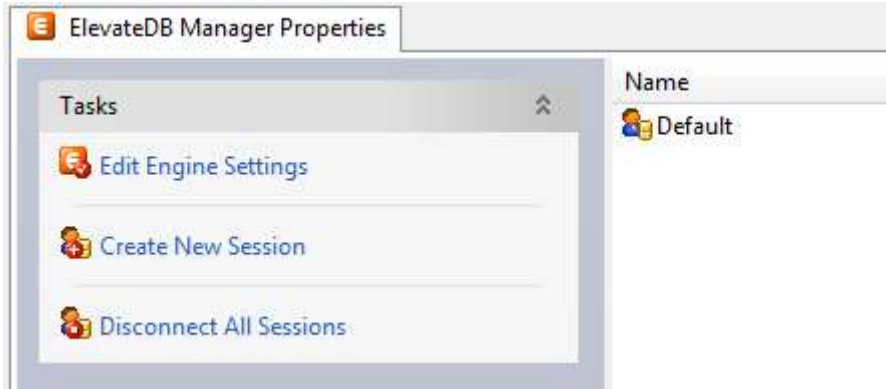 ElevateDB Manager Properties
Tasks
Edit Engine Settings
Create New Session
Disconnect All Sessions
Name
Default